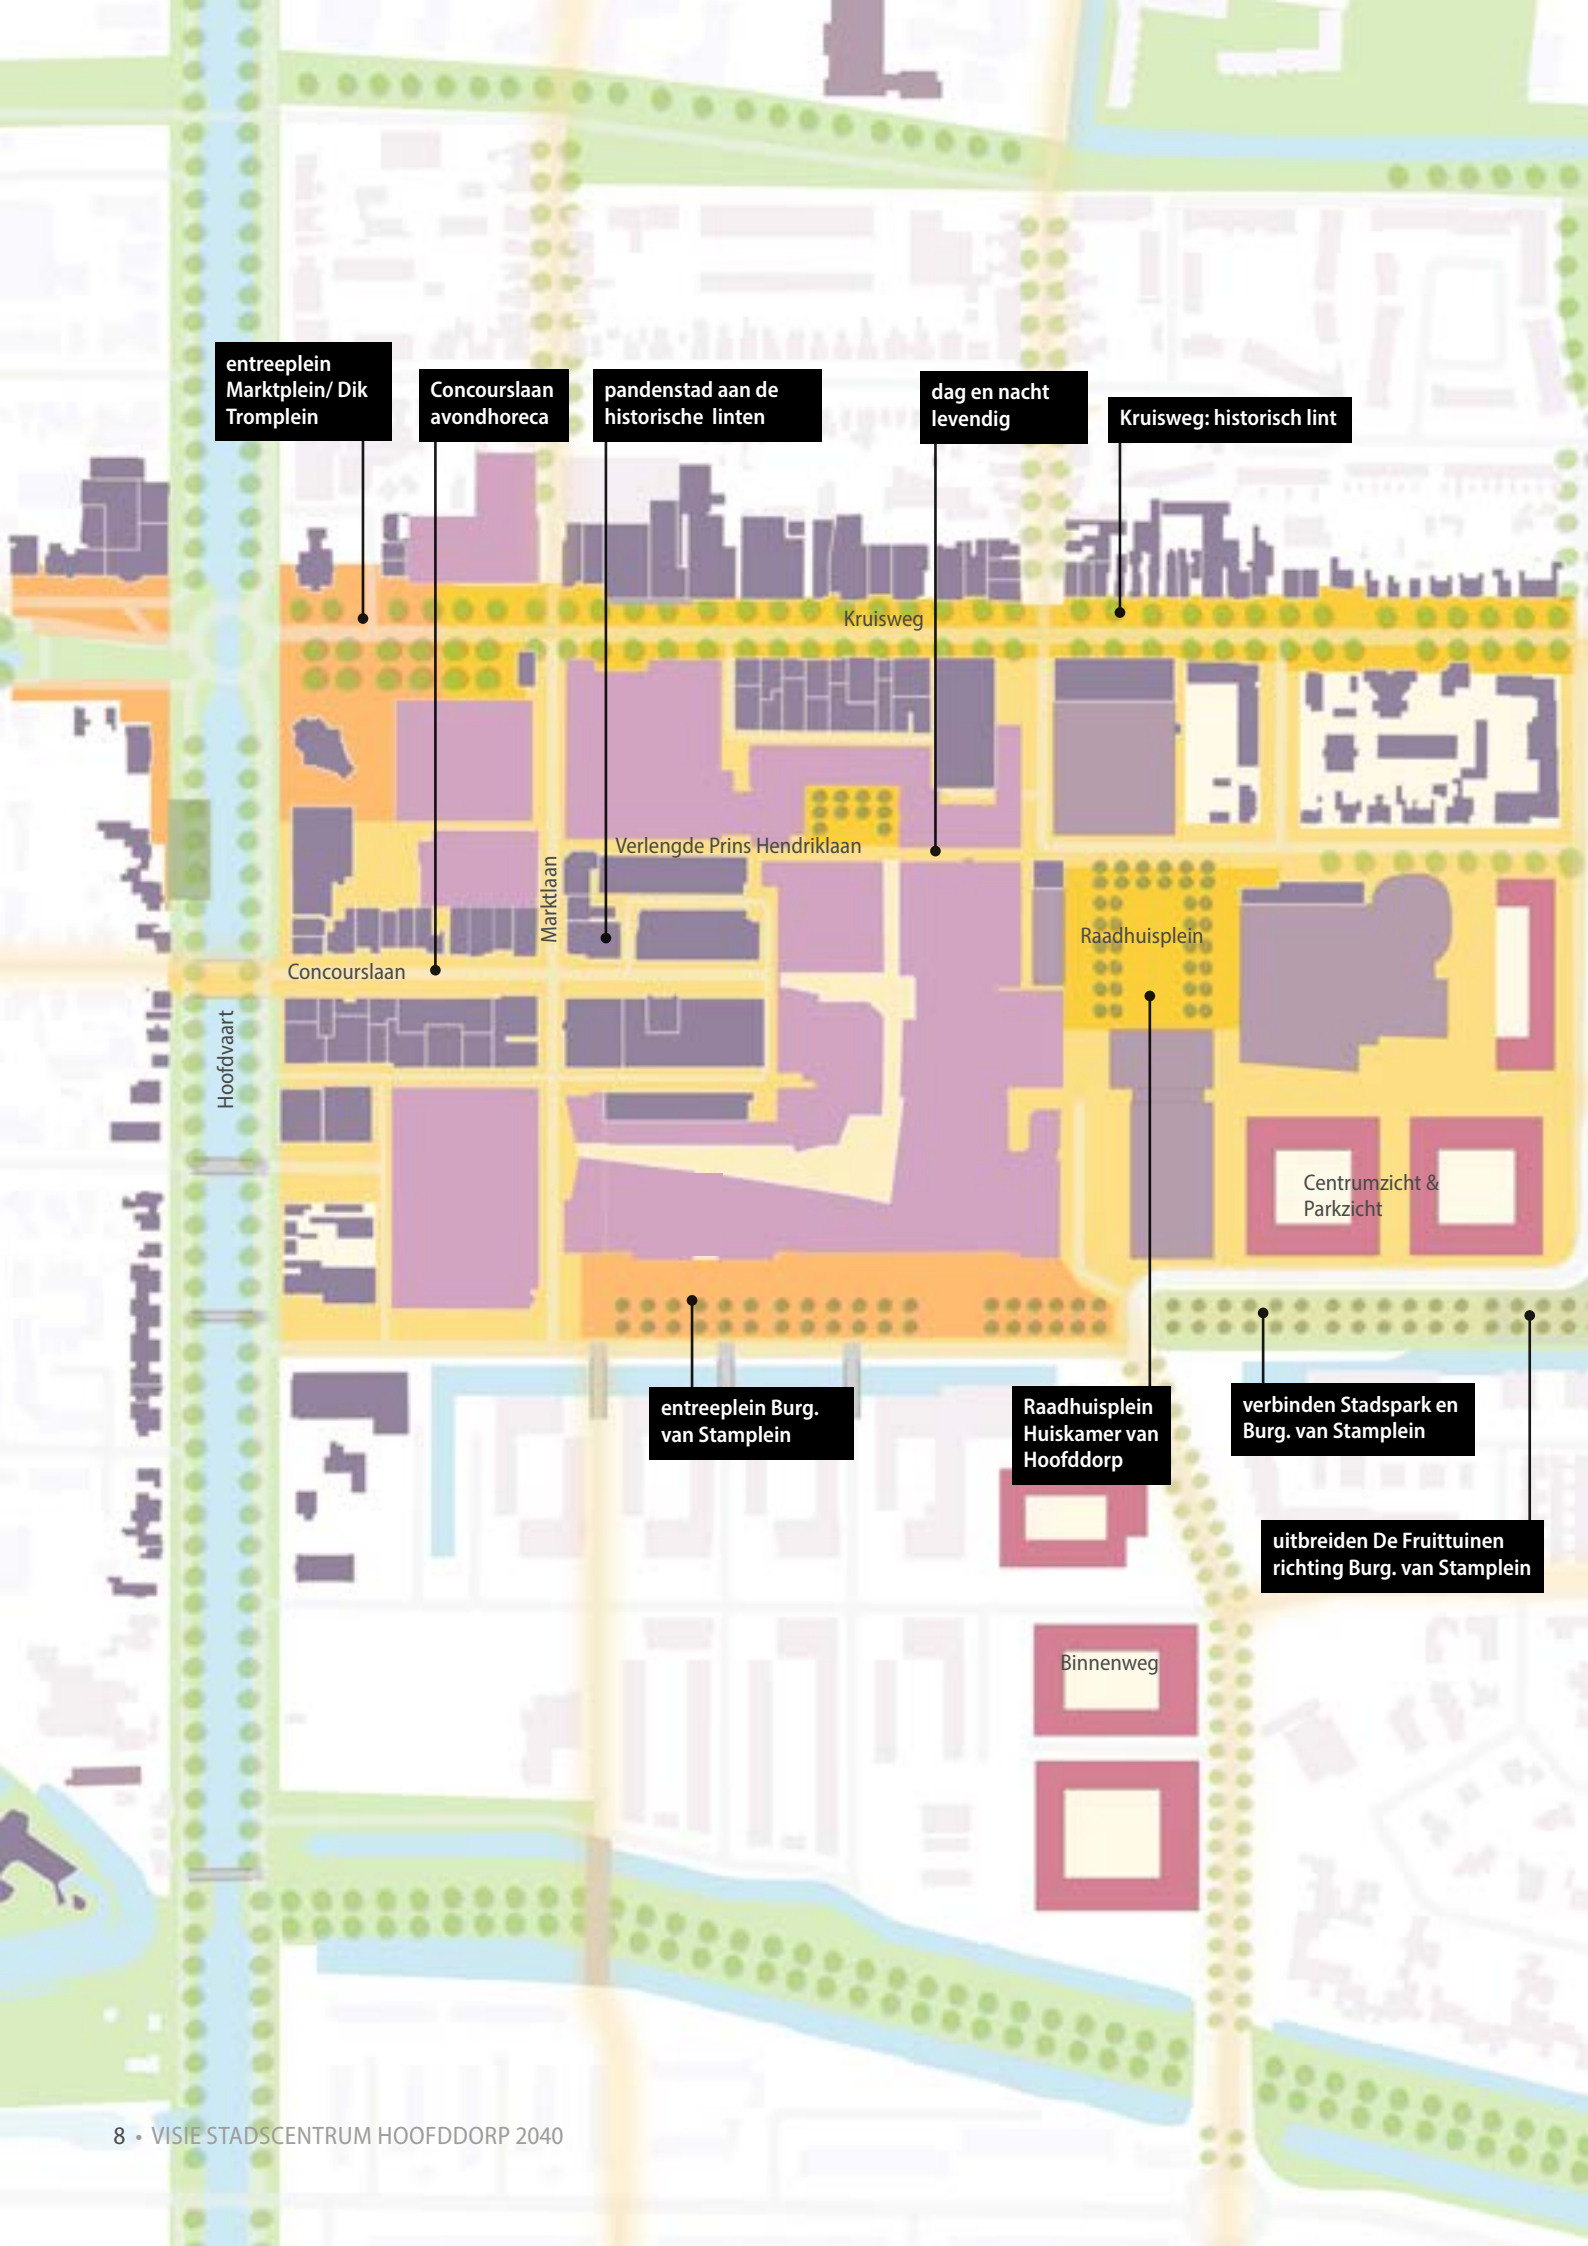 entreeplein
Marktplein/ Dik
Tromplein
Concourslaan
avondhoreca
pandenstad aan de
historische linten
dag en nacht
levendig
Kruisweg: historisch lint
Kruisweg
Verlengde Prins Hendriklaan
Marktlaan
Raadhuisplein
Concourslaan
Hoofdvaart
Centrumzicht &
Parkzicht
entreeplein Burg.
van Stamplein
Raadhuisplein
Huiskamer van
Hoofddorp
verbinden Stadspark en
Burg. van Stamplein
uitbreiden De Fruittuinen
richting Burg. van Stamplein
Binnenweg
8 • VISIE STADSCENTRUM HOOFDDORP 2040